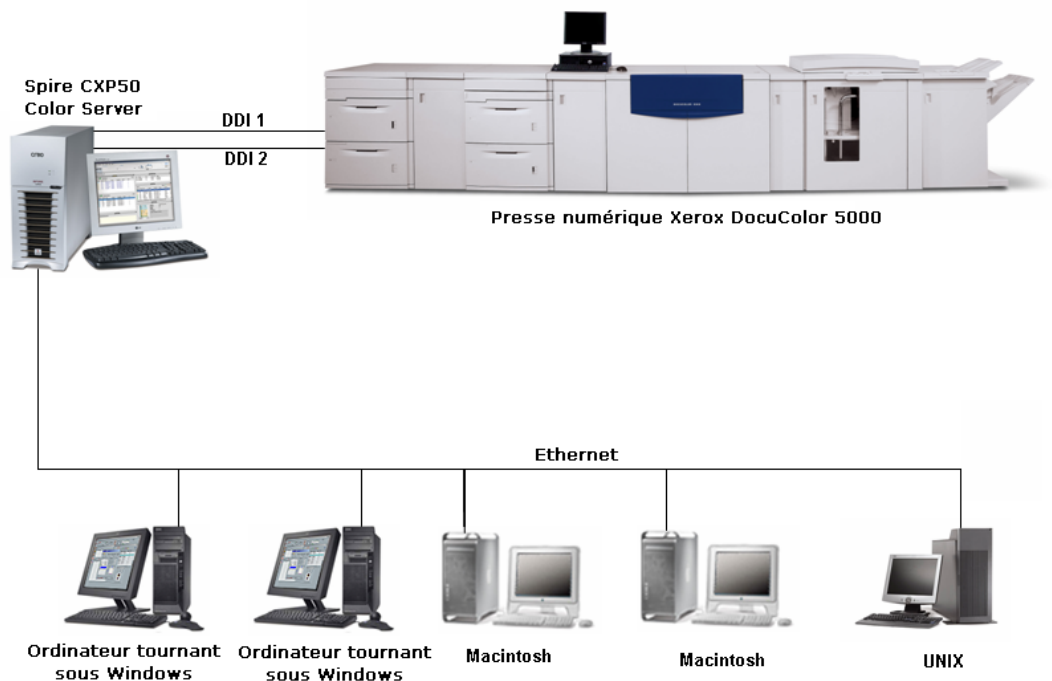 Spire CXP50
Color Server
DDI 1
DDI 2
Presse numérique Xerox DocuColor 5000
Ethernet
Ordinateur tournant
sous Windows
Ordinateur tournant
sous Windows
Macintosh
Macintosh
UNIX